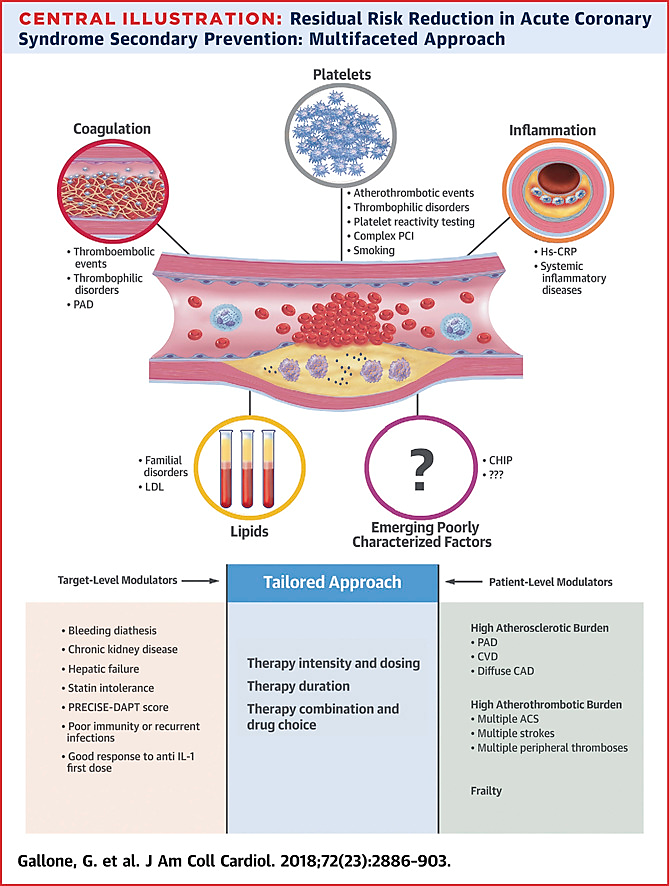 CENTRAL ILLUSTRATION: Residual Risk Reduction in Acute Coronary
Syndrome Secondary Prevention: Multifaceted Approach
Platelets
• Atherothrombotic events
• Thrombophilic disorders
• Platelet reactivity testing
• Complex PCI
• Smoking
Coagulation
• Thromboembolic
events
• Thrombophilic
disorders
• PAD
Inflammation
• Hs-CRP
• Systemic
inflammatory
diseases
• Familial
disorders
• LDL
Lipids
?
• CHIP
• ???
Emerging Poorly
Characterized Factors
Target-Level Modulators
Tailored Approach
Patient-Level Modulators
• Bleeding diathesis
• Chronic kidney disease
• Hepatic failure
• Statin intolerance
• PRECISE-DAPT score
• Poor immunity or recurrent
infections
• Good response to anti IL-1
first dose
Therapy intensity and dosing
Therapy duration
Therapy combination and
drug choice
High Atherosclerotic Burden
• PAD
• CVD
• Diffuse CAD
High Atherothrombotic Burden
• Multiple ACS
• Multiple strokes
• Multiple peripheral thromboses
Frailty
Gallone, G. et al. J Am Coll Cardiol. 2018;72(23):2886–903.